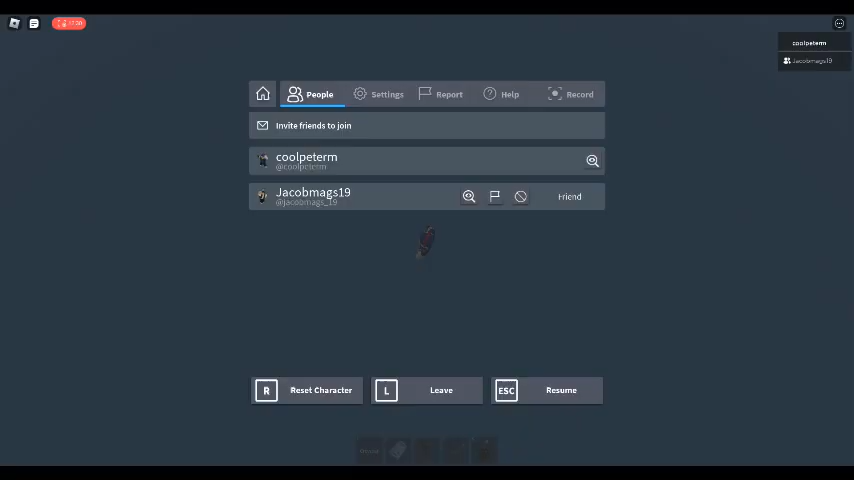 coolpeterm
Jacobmags19
People
Settings
Report
Help
Record
Invite friends to join
coolpeterm
@coolpeterm
Jacobmags19
@jacobmags_19
Friend
R Reset Character
L Leave
ESC Resume